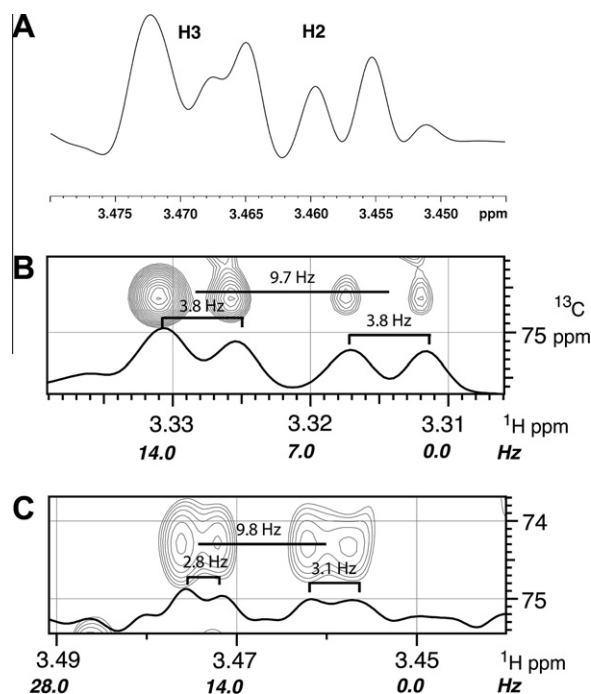 A
H3 H2
3.475 3.470 3.465 3.460 3.455 3.450 ppm
B
9.7 Hz
3.8 Hz
3.8 Hz
13C
75 ppm
3.33 3.32 3.31 1H ppm
14.0 7.0 0.0 Hz
C
74
9.8 Hz
2.8 Hz 3.1 Hz
75
3.49 3.47 3.45 1H ppm
28.0 14.0 0.0 Hz